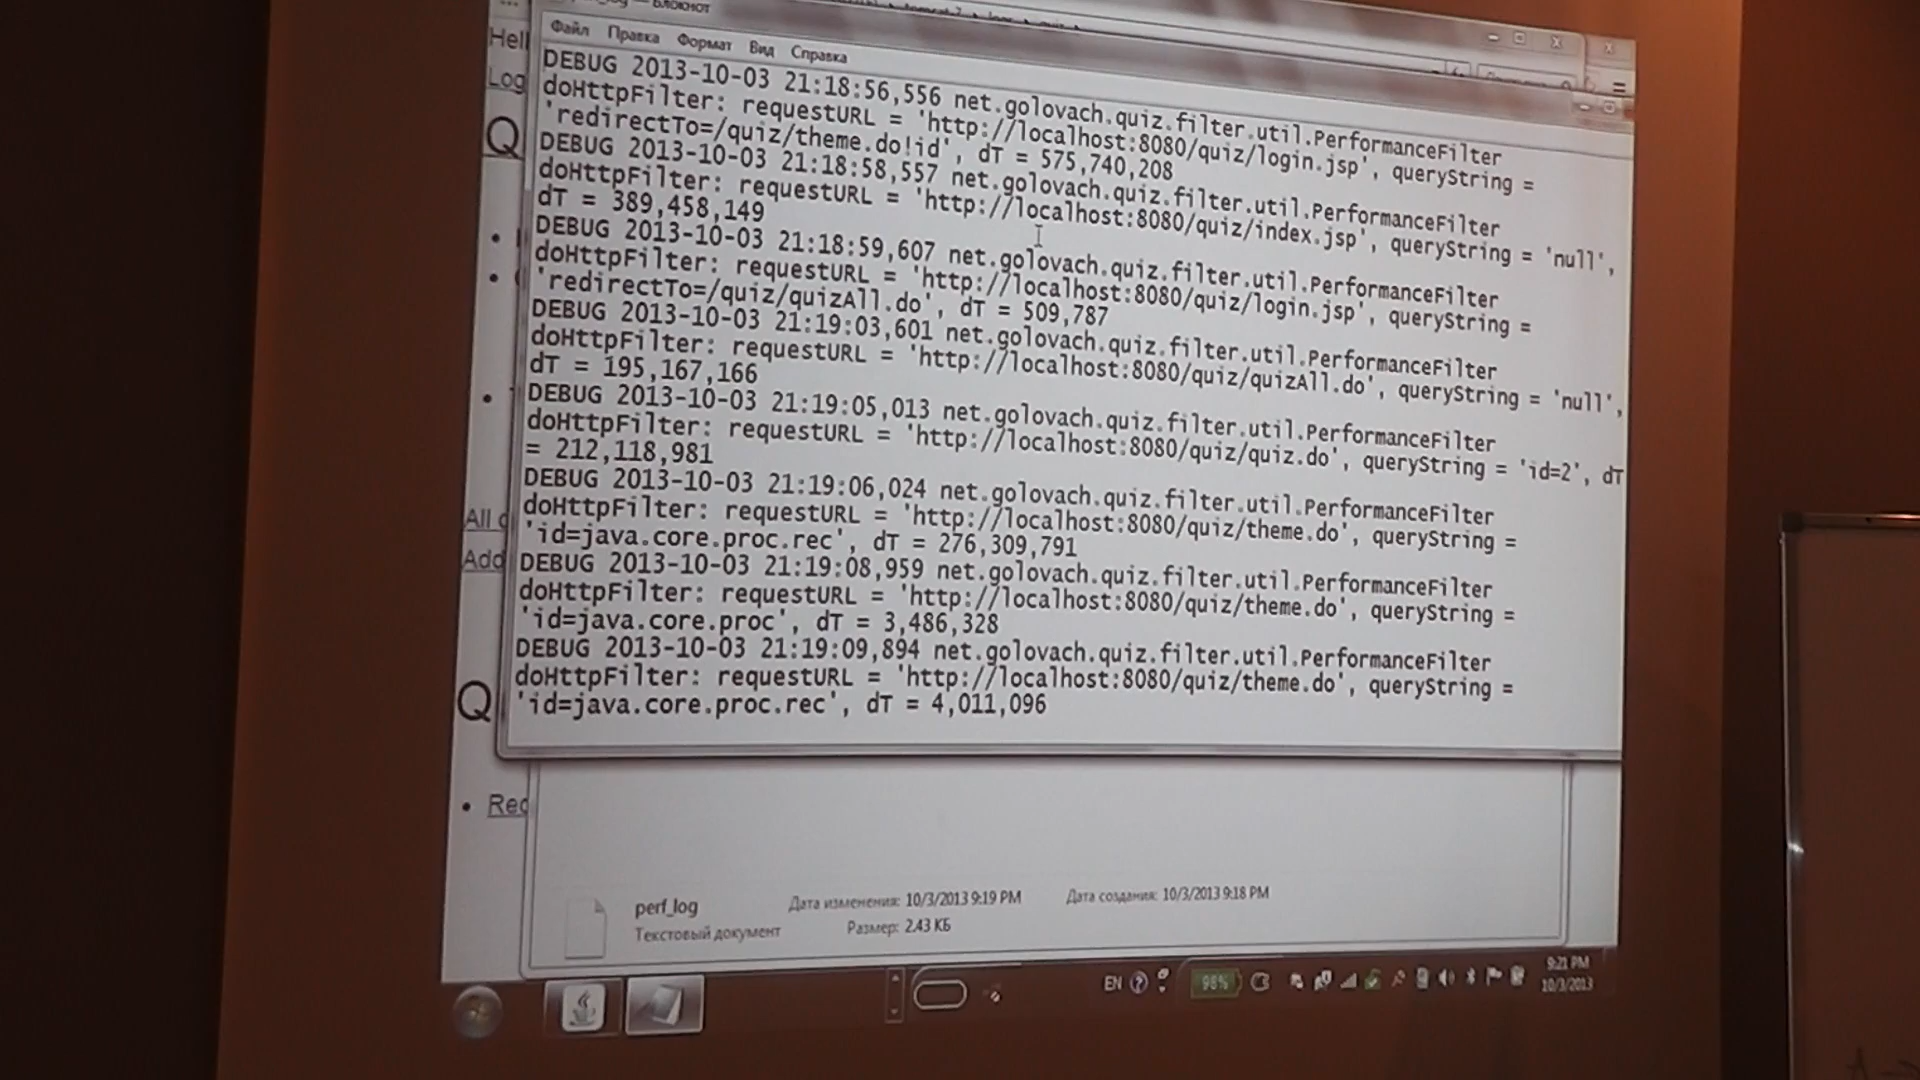 Блокнот
Файл Правка Формат Вид Справка
DEBUG 2013-10-03 21:18:56,556 net.golovach.quiz.filter.util.PerformanceFilter
doHttpFilter: requestURL = 'http://localhost:8080/quiz/login.jsp', queryString =
'redirectTo=/quiz/theme.do!id', dT = 575,740,208
DEBUG 2013-10-03 21:18:58,557 net.golovach.quiz.filter.util.PerformanceFilter
doHttpFilter: requestURL = 'http://localhost:8080/quiz/index.jsp', queryString = 'null',
dT = 389,458,149
DEBUG 2013-10-03 21:18:59,607 net.golovach.quiz.filter.util.PerformanceFilter
doHttpFilter: requestURL = 'http://localhost:8080/quiz/login.jsp', queryString =
'redirectTo=/quiz/quizAll.do', dT = 509,787
DEBUG 2013-10-03 21:19:03,601 net.golovach.quiz.filter.util.PerformanceFilter
doHttpFilter: requestURL = 'http://localhost:8080/quiz/quizAll.do', queryString = 'null',
dT = 195,167,166
DEBUG 2013-10-03 21:19:05,013 net.golovach.quiz.filter.util.PerformanceFilter
doHttpFilter: requestURL = 'http://localhost:8080/quiz/quiz.do', queryString = 'id=2', dT
= 212,118,981
DEBUG 2013-10-03 21:19:06,024 net.golovach.quiz.filter.util.PerformanceFilter
doHttpFilter: requestURL = 'http://localhost:8080/quiz/theme.do', queryString =
'id=java.core.proc.rec', dT = 276,309,791
DEBUG 2013-10-03 21:19:08,959 net.golovach.quiz.filter.util.PerformanceFilter
doHttpFilter: requestURL = 'http://localhost:8080/quiz/theme.do', queryString =
'id=java.core.proc', dT = 3,486,328
DEBUG 2013-10-03 21:19:09,894 net.golovach.quiz.filter.util.PerformanceFilter
doHttpFilter: requestURL = 'http://localhost:8080/quiz/theme.do', queryString =
'id=java.core.proc.rec', dT = 4,011,096
Hell
Log
Q
All
Add
Q
Rec
perf_log Дата изменения: 10/3/2013 9:19 PM Дата создания: 10/3/2013 9:18 PM
Текстовый документ Размер: 2.43 КБ
EN 98% 9:21 PM
10/3/2013